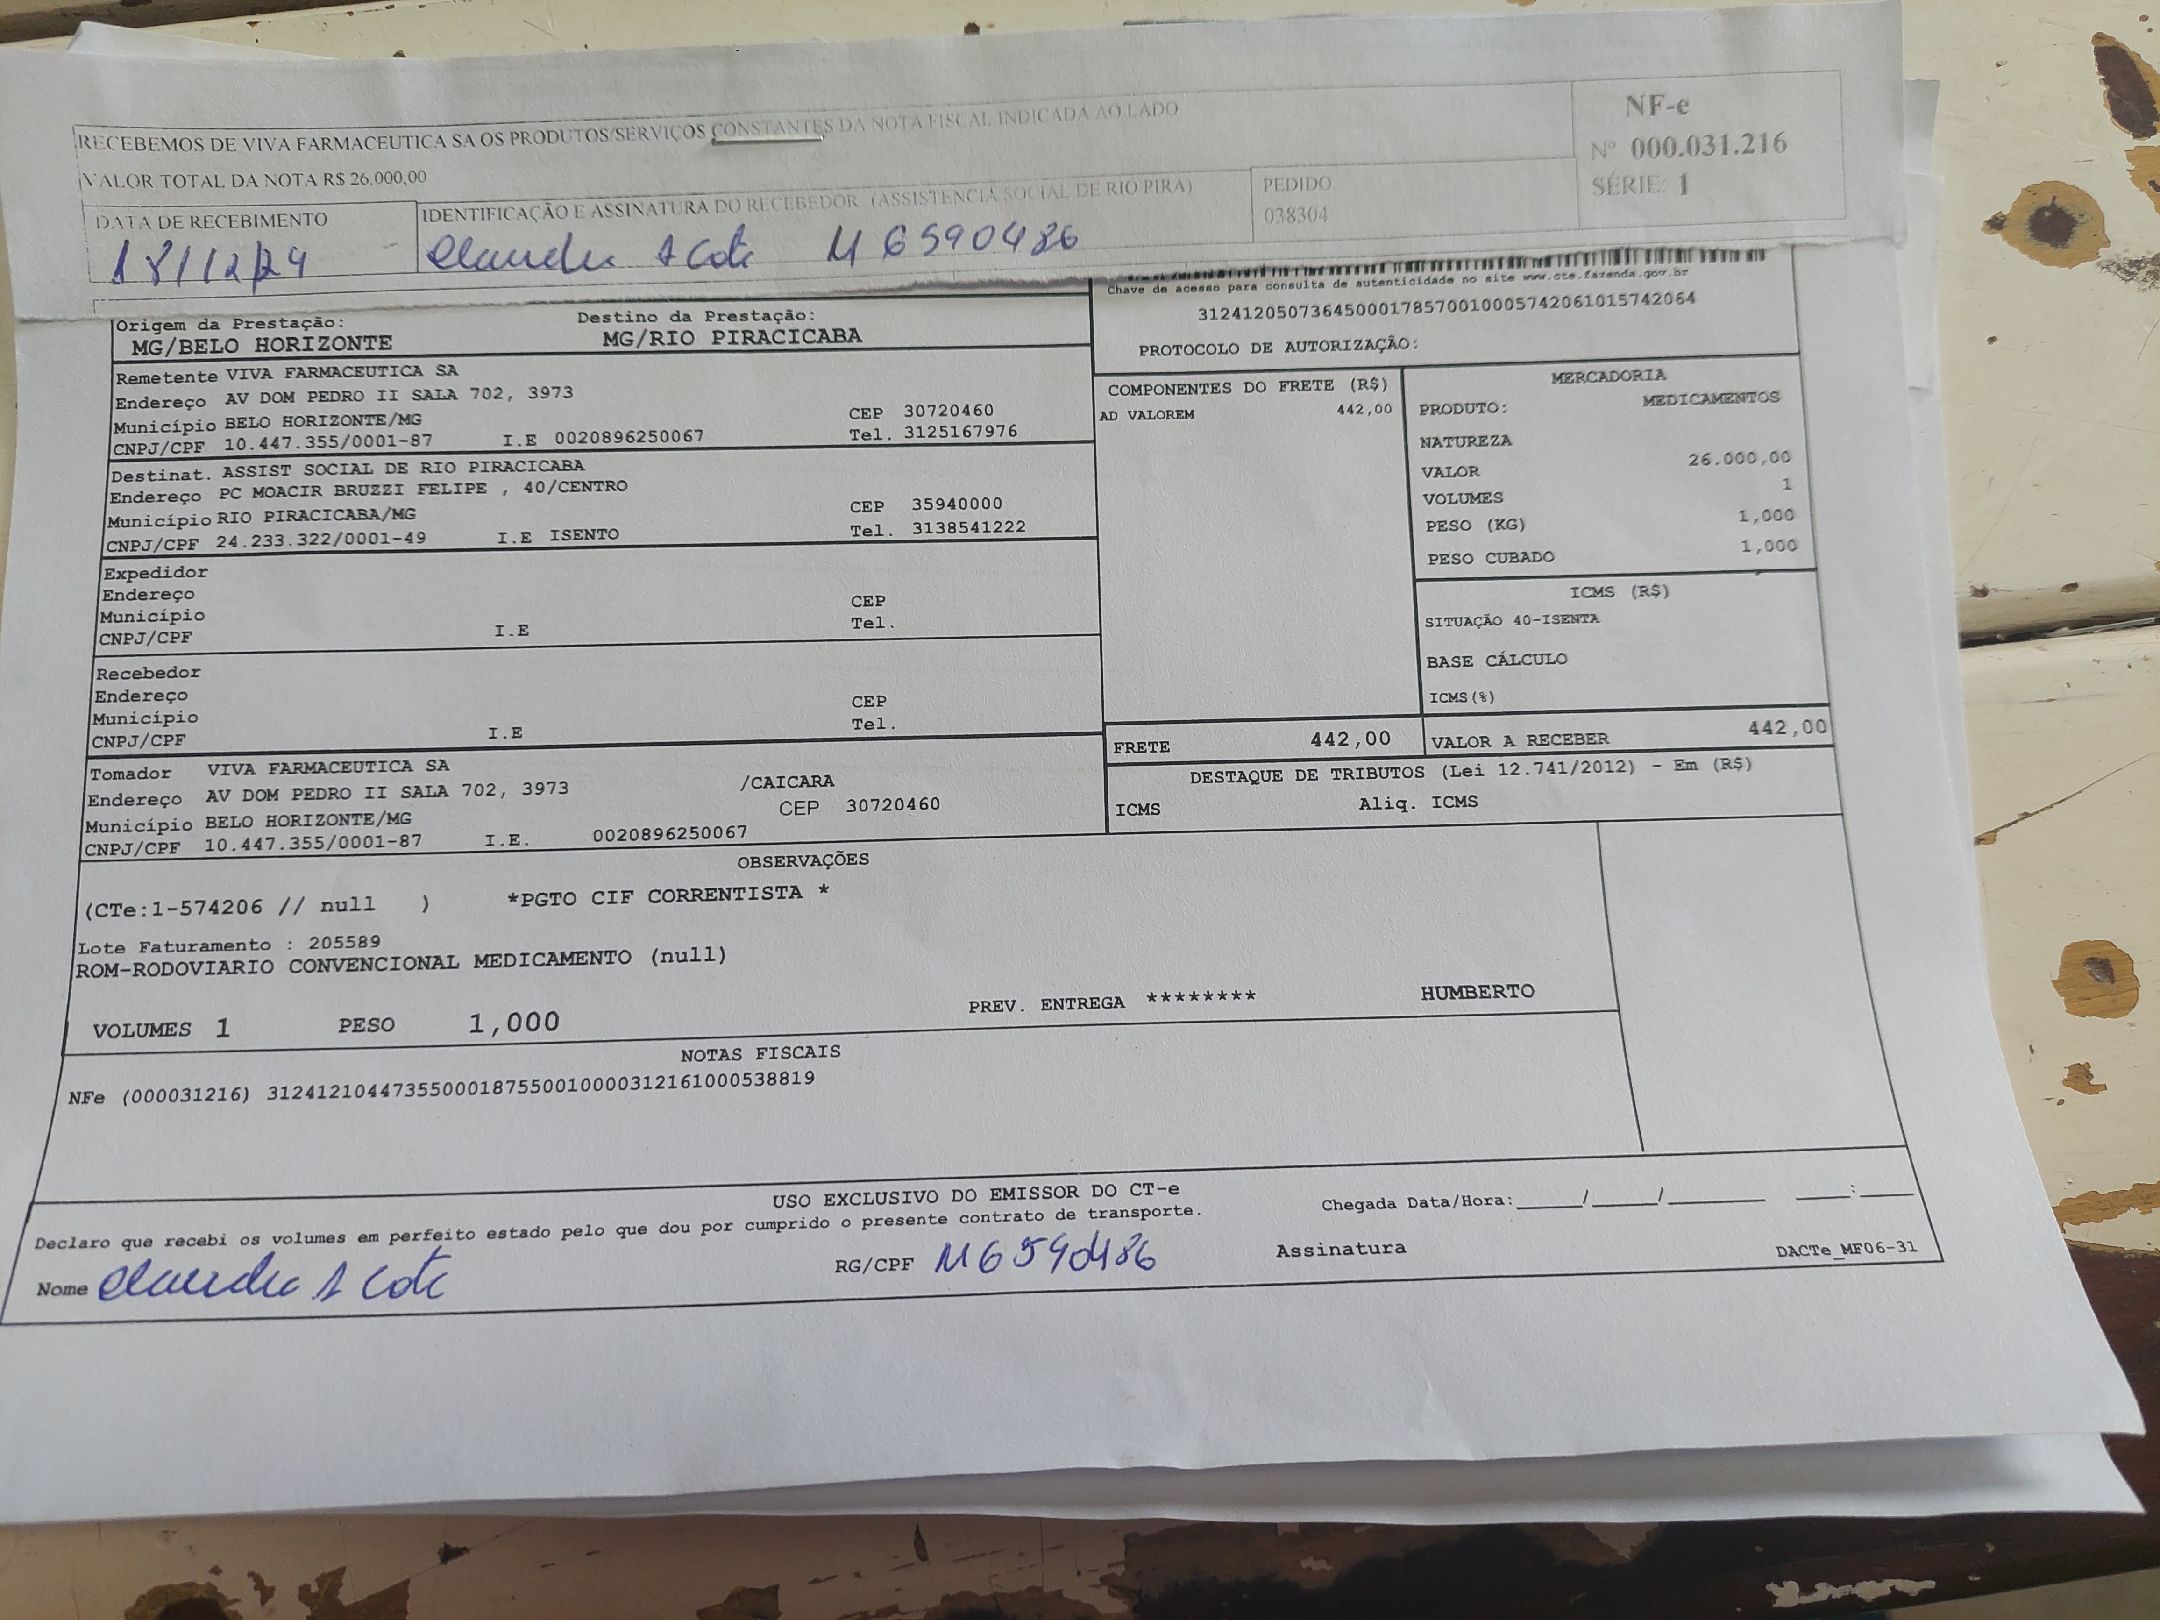 RECEBEMOS DE VIVA FARMACEUTICA SA OS PRODUTOS/SERVIÇOS CONSTANTES DA NOTA FISCAL INDICADA AO LADO
VALOR TOTAL DA NOTA R$ 26.000,00
NF-e
Nº 000.031.216
SÉRIE: 1
DATA DE RECEBIMENTO
18/12/24
IDENTIFICAÇÃO E ASSINATURA DO RECEBEDOR (ASSISTENCIA SOCIAL DE RIO PIRA)
M 6590486
PEDIDO
038304
Chave de acesso para consulta de autenticidade no site www.cte.fazenda.gov.br
31241205073645000178570010005742061015742064
PROTOCOLO DE AUTORIZAÇÃO:
Origem da Prestação: Destino da Prestação:
MG/BELO HORIZONTE MG/RIO PIRACICABA
Remetente VIVA FARMACEUTICA SA
Endereço AV DOM PEDRO II SALA 702, 3973
Município BELO HORIZONTE/MG CEP 30720460
CNPJ/CPF 10.447.355/0001-87 I.E 0020896250067 Tel. 3125167976
Destinat. ASSIST SOCIAL DE RIO PIRACICABA
Endereço PC MOACIR BRUZZI FELIPE , 40/CENTRO
Município RIO PIRACICABA/MG CEP 35940000
CNPJ/CPF 24.233.322/0001-49 I.E ISENTO Tel. 3138541222
Expedidor
Endereço
Município CEP
CNPJ/CPF I.E Tel.
Recebedor
Endereço
Município CEP
CNPJ/CPF I.E Tel.
Tomador VIVA FARMACEUTICA SA
Endereço AV DOM PEDRO II SALA 702, 3973 /CAICARA
Município BELO HORIZONTE/MG CEP 30720460
CNPJ/CPF 10.447.355/0001-87 I.E. 0020896250067
COMPONENTES DO FRETE (R$)
AD VALOREM 442,00
FRETE 442,00
MERCADORIA
PRODUTO: MEDICAMENTOS
NATUREZA
VALOR 26.000,00
VOLUMES 1
PESO (KG) 1,000
PESO CUBADO 1,000
ICMS (R$)
SITUAÇÃO 40-ISENTA
BASE CÁLCULO
ICMS(%)
VALOR A RECEBER 442,00
DESTAQUE DE TRIBUTOS (Lei 12.741/2012) - Em (R$)
ICMS Aliq. ICMS
OBSERVAÇÕES
(CTe:1-574206 // null ) *PGTO CIF CORRENTISTA *
Lote Faturamento : 205589
ROM-RODOVIARIO CONVENCIONAL MEDICAMENTO (null)
VOLUMES 1 PESO 1,000 PREV. ENTREGA ******** HUMBERTO
NOTAS FISCAIS
NFe (000031216) 31241210447355000187550010000312161000538819
USO EXCLUSIVO DO EMISSOR DO CT-e
Declaro que recebi os volumes em perfeito estado pelo que dou por cumprido o presente contrato de transporte.
Chegada Data/Hora:_____/_____/_______ ____:____
Nome RG/CPF M6590486 Assinatura DACTe_MF06-31